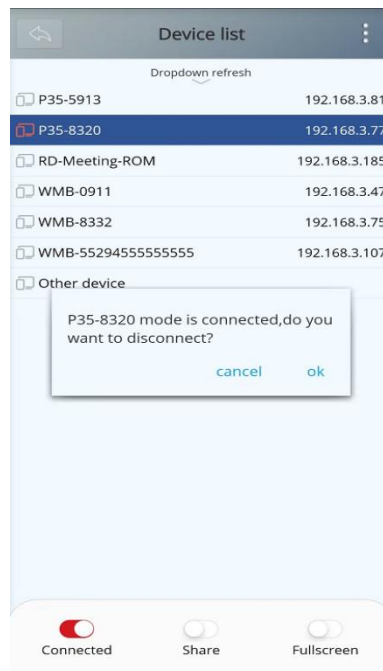 Device list
Dropdown refresh
P35-5913 192.168.3.81
P35-8320 192.168.3.77
RD-Meeting-ROM 192.168.3.185
WMB-0911 192.168.3.47
WMB-8332 192.168.3.75
WMB-55294555555555 192.168.3.107
Other device
P35-8320 mode is connected,do you
want to disconnect?
cancel ok
Connected Share Fullscreen